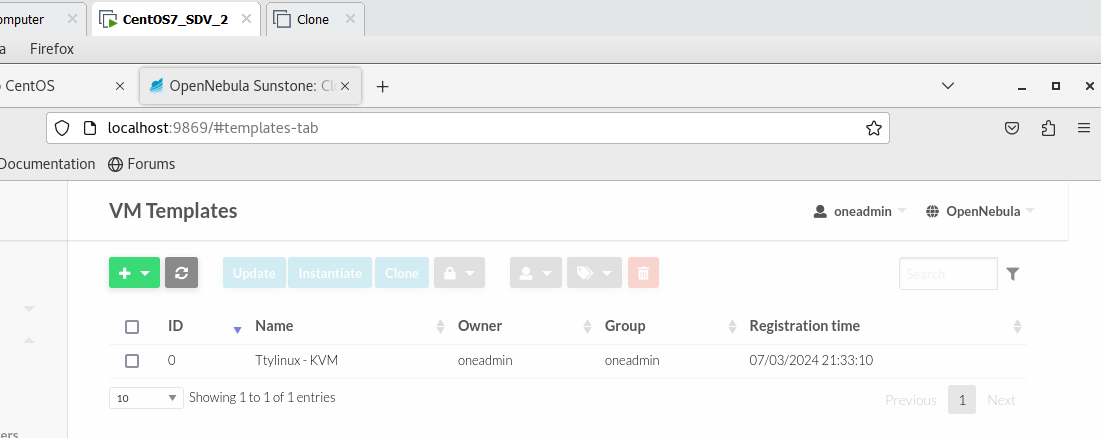 omputer CentOS7_SDV_2 Clone
a Firefox
o CentOS OpenNebula Sunstone: Clo
localhost:9869/#templates-tab
Documentation Forums
VM Templates oneadmin OpenNebula
Update Instantiate Clone Search
ID Name Owner Group Registration time
0 Ttylinux - KVM oneadmin oneadmin 07/03/2024 21:33:10
10 Showing 1 to 1 of 1 entries Previous 1 Next
ers